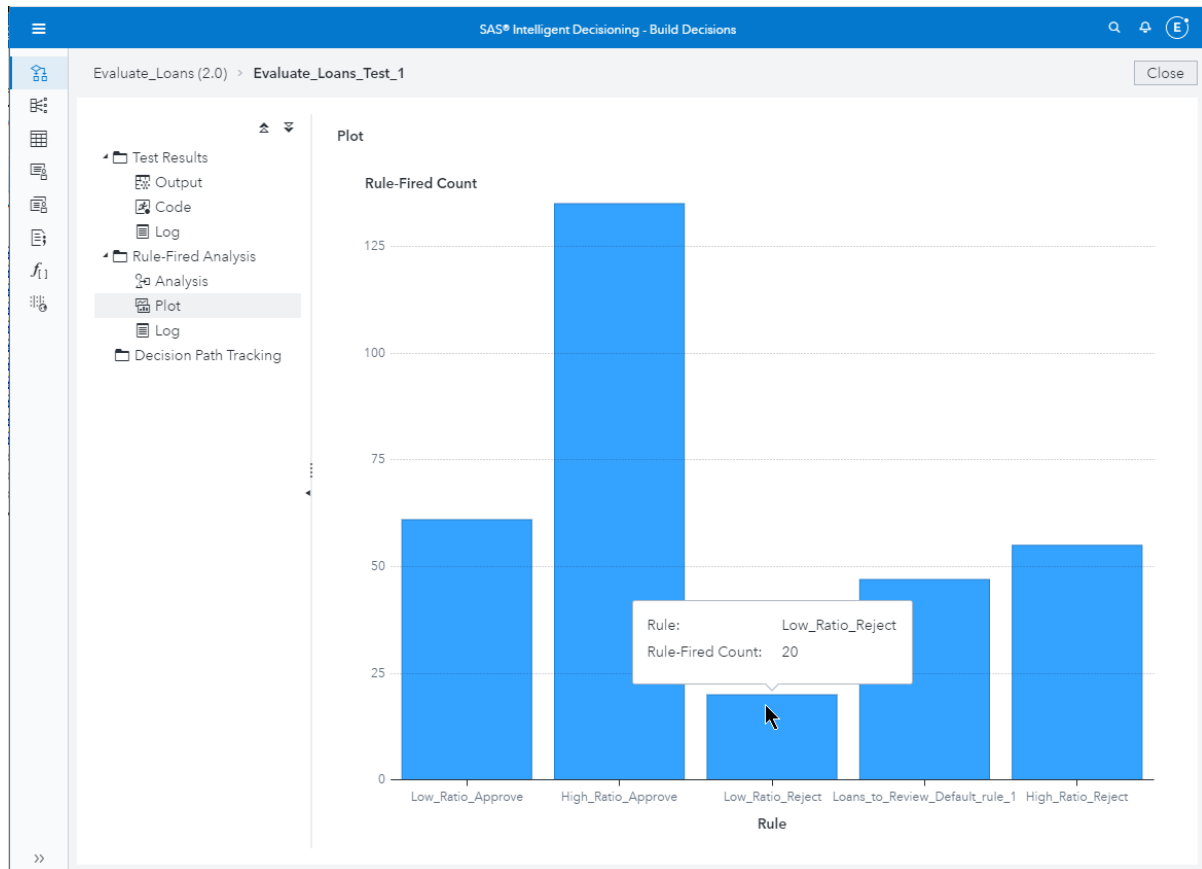 SAS® Intelligent Decisioning - Build Decisions
E
Evaluate_Loans (2.0) > Evaluate_Loans_Test_1
Close
Test Results
Output
Code
Log
Rule-Fired Analysis
Analysis
Plot
Log
Decision Path Tracking
Plot
Rule-Fired Count
125
100
75
50
25
0
Rule: Low_Ratio_Reject
Rule-Fired Count: 20
Low_Ratio_Approve High_Ratio_Approve Low_Ratio_Reject Loans_to_Review_Default_rule_1 High_Ratio_Reject
Rule